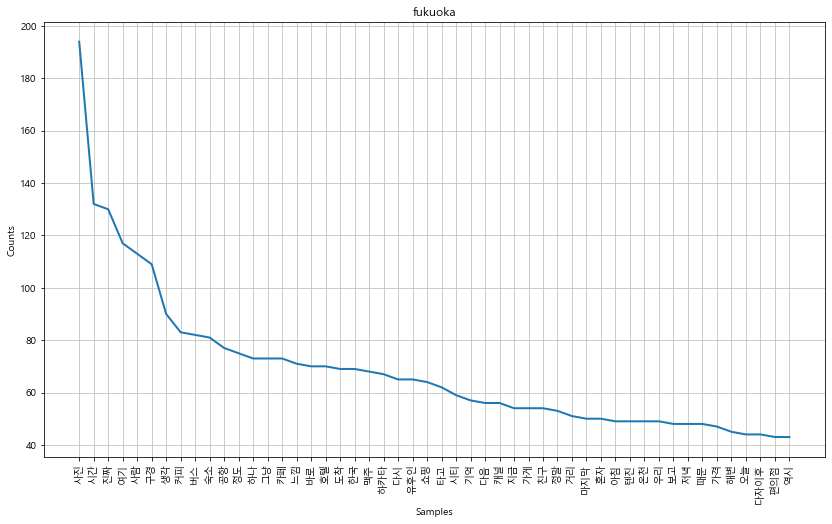 fukuoka
200
180
160
140
120
100
80
60
40
Counts
사진
시간
진짜
여기
사람
구경
생각
커피
버스
숙소
공항
정도
하나
그냥
카페
느낌
바로
호텔
도착
한국
맥주
하카타
다시
유후인
쇼핑
타고
시티
기억
다음
캐널
지금
가게
친구
정말
거리
마지막
혼자
아침
텐진
온천
우리
보고
저녁
때문
가격
해변
오늘
다자이후
편의점
역시
Samples